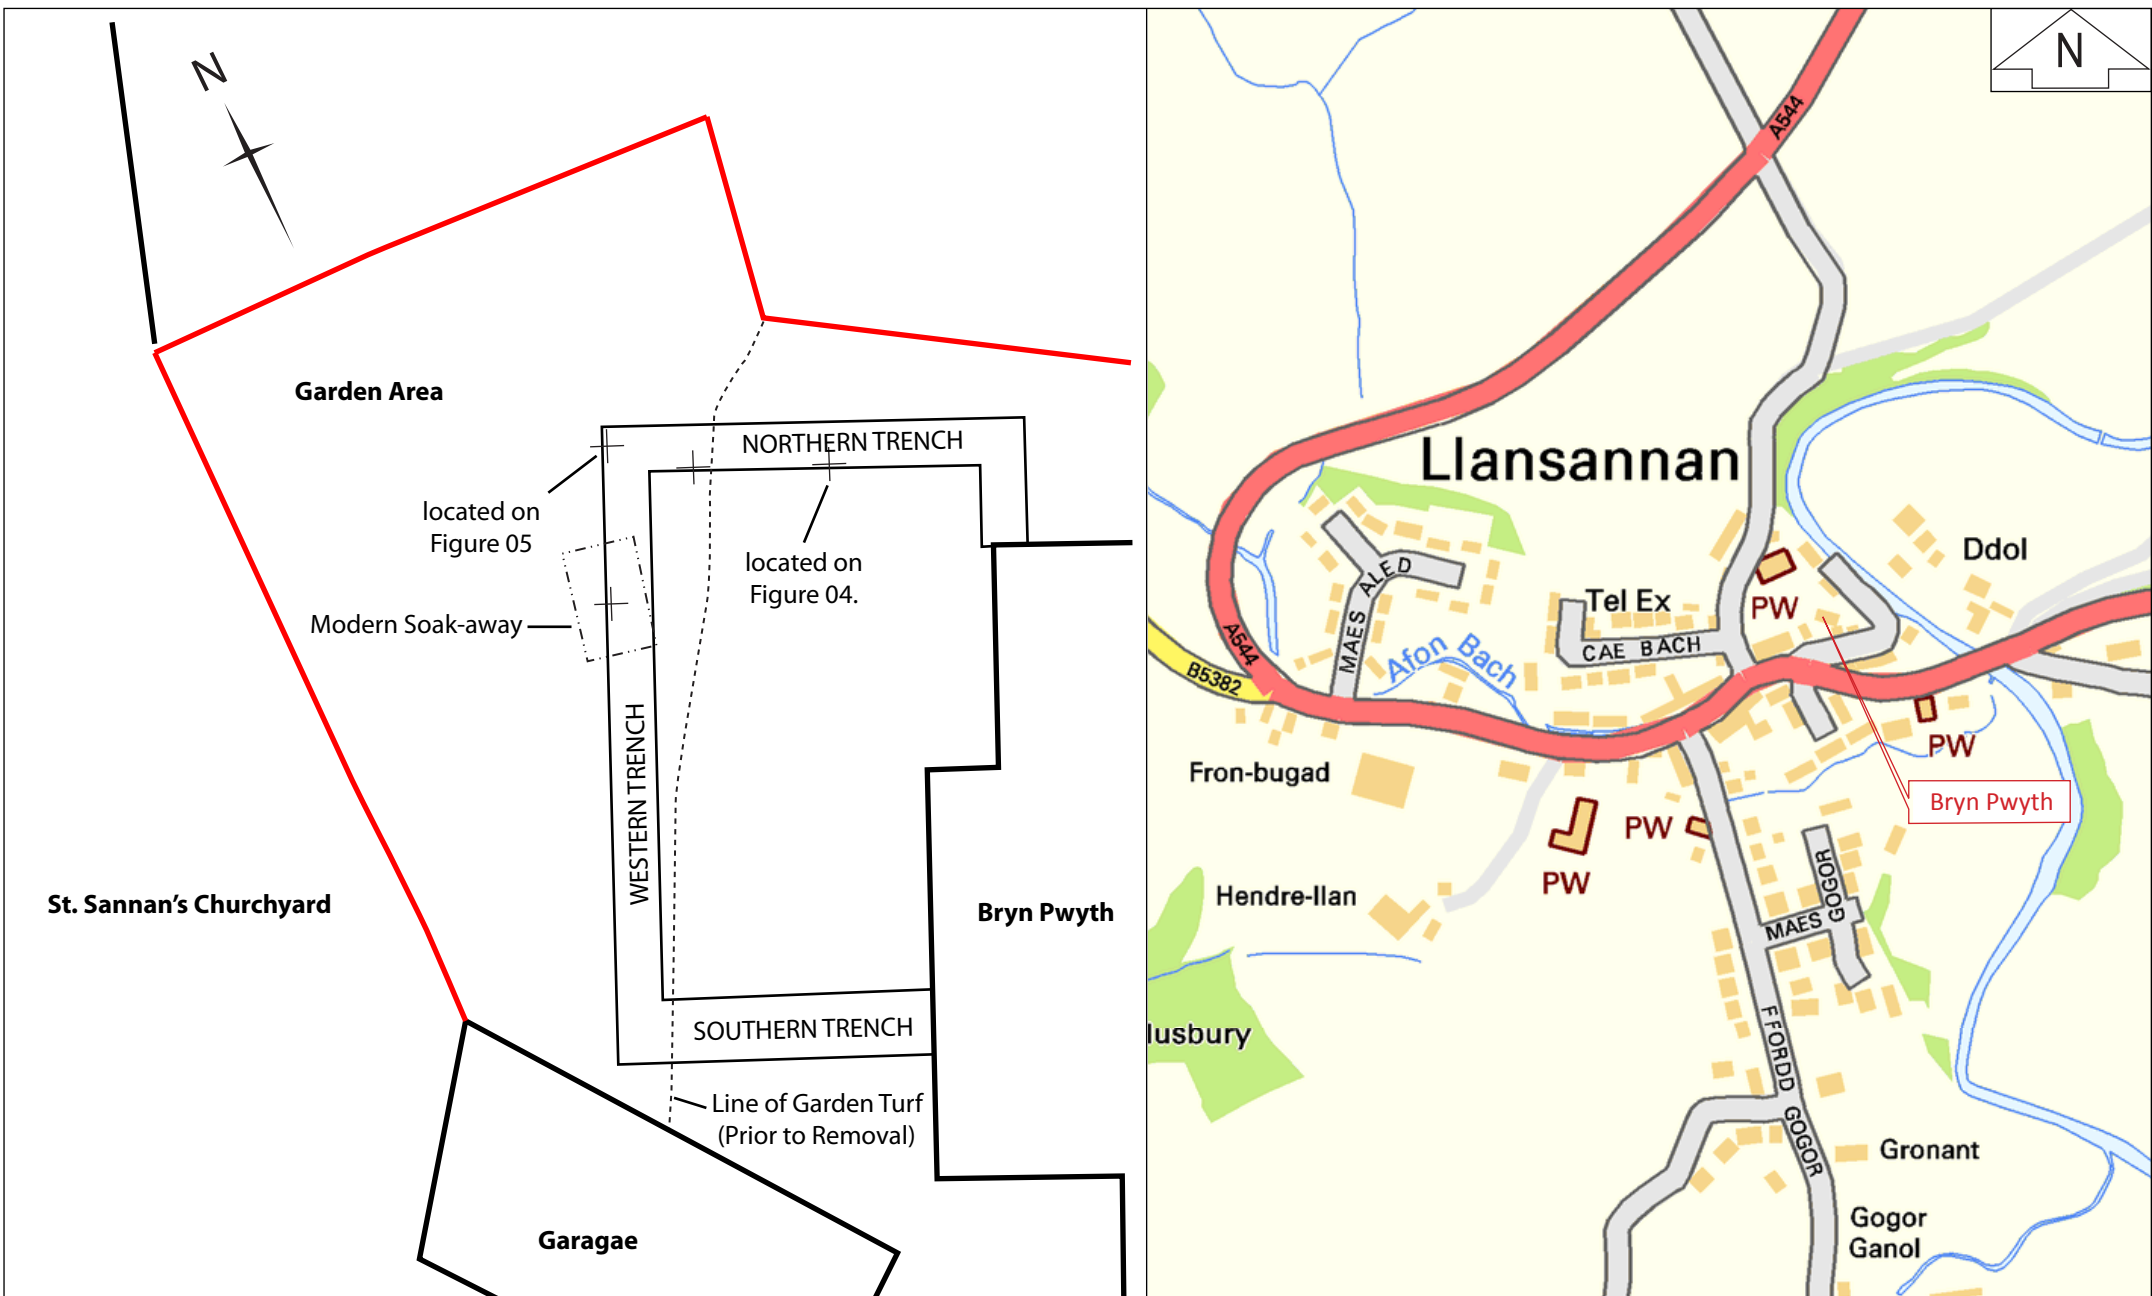 N
Garden Area
NORTHERN TRENCH
located on
Figure 05
located on
Figure 04.
Modern Soak-away
WESTERN TRENCH
St. Sannan’s Churchyard
Bryn Pwyth
SOUTHERN TRENCH
Line of Garden Turf
(Prior to Removal)
Garagae
N
A544
Llansannan
Ddol
MAES ALED
Tel Ex
PW
CAE BACH
A544
Afon Bach
B5382
PW
Fron-bugad
Bryn Pwyth
PW
PW
Hendre-llan
MAES GOGOR
lusbury
FFORDD GOGOR
Gronant
Gogor
Ganol